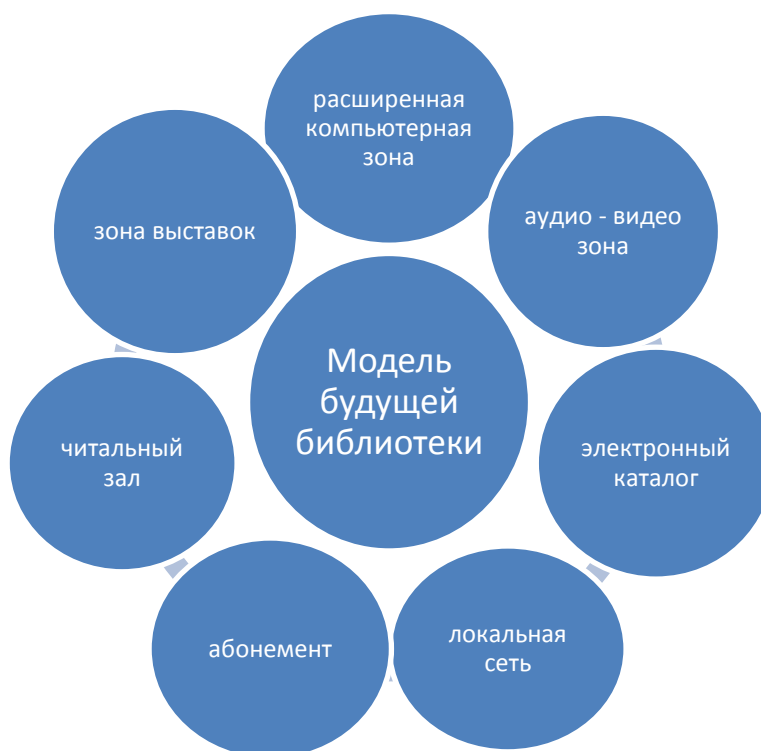 расширенная
компьютерная
зона
аудио - видео
зона
зона выставок
Модель
будущей
библиотеки
читальный
зал
электронный
каталог
абонемент
локальная
сеть